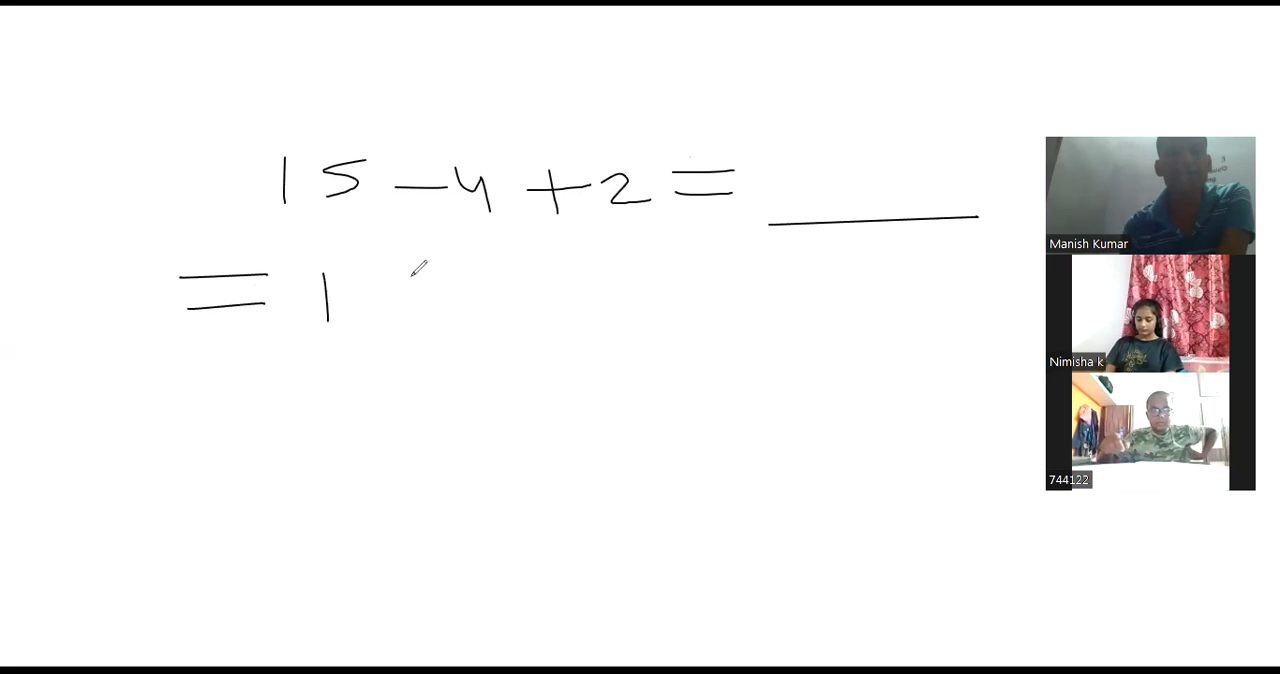 15 - 4 + 2 = ______
= 1
Manish Kumar
Nimisha k
744122